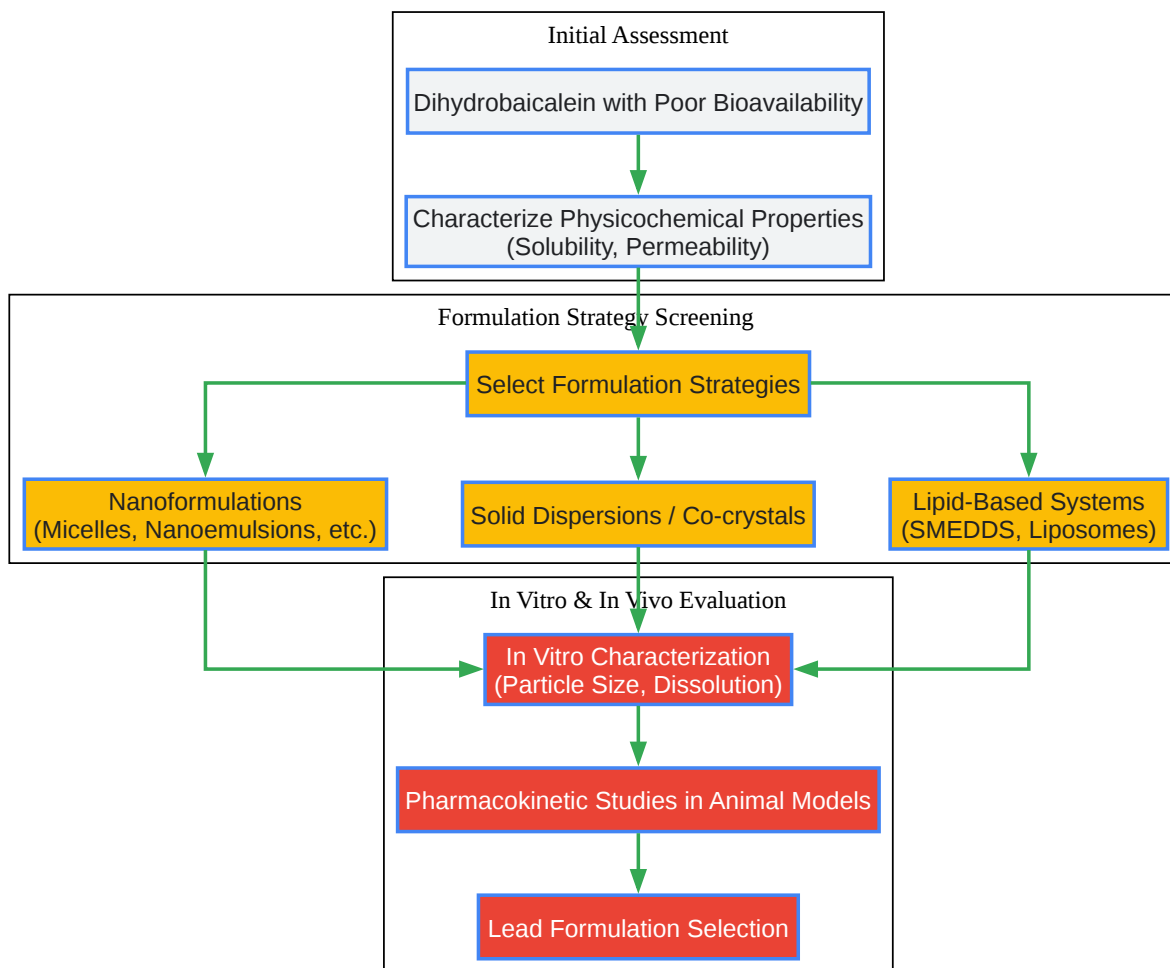 Initial Assessment
Dihydrobaicalein with Poor Bioavailability
Characterize Physicochemical Properties
(Solubility, Permeability)
Formulation Strategy Screening
Select Formulation Strategies
Nanoformulations
(Micelles, Nanoemulsions, etc.)
Solid Dispersions / Co-crystals
Lipid-Based Systems
(SMEDDS, Liposomes)
In Vitro & In Vivo Evaluation
In Vitro Characterization
(Particle Size, Dissolution)
Pharmacokinetic Studies in Animal Models
Lead Formulation Selection